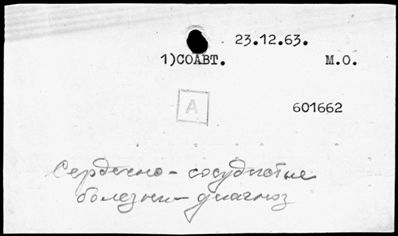 23.12.63.
1)СОАВТ. М.О.
А
601662
Сердечно-сосудистые
болезни-диагноз